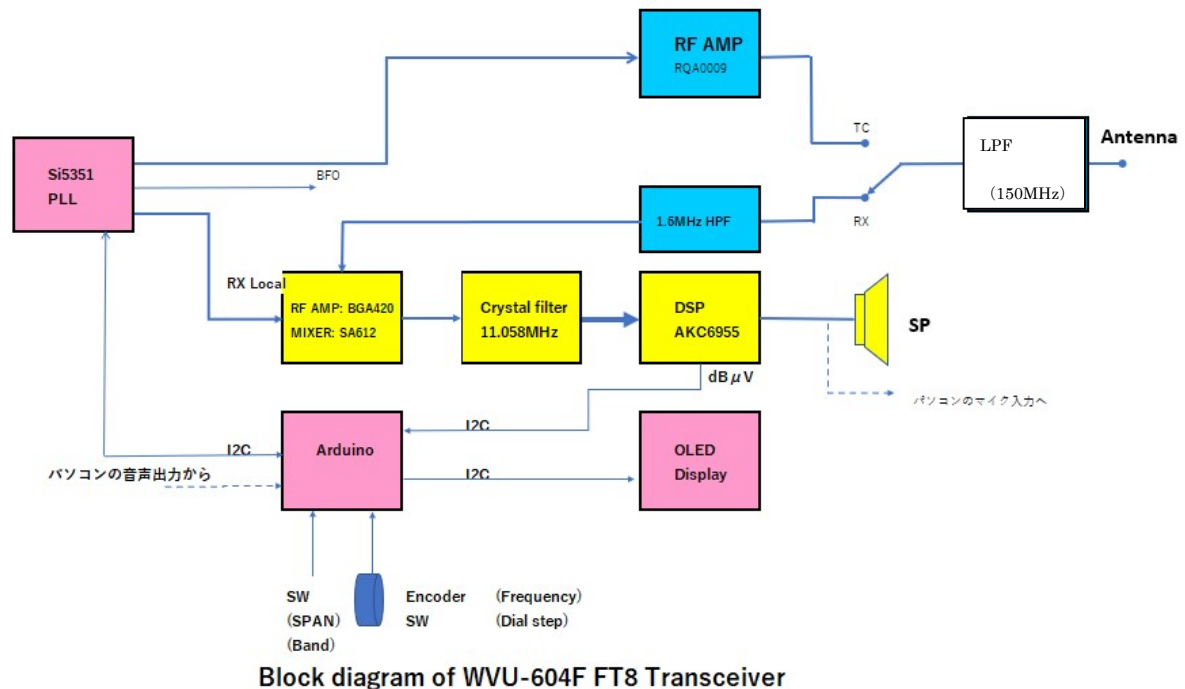 RF AMP
RQA0009
TC
LPF
（150MHz）
Antenna
Si5351
PLL
BFO
1.6MHz HPF
RX
RX Local
RF AMP: BGA420
MIXER: SA612
Crystal filter
11.058MHz
DSP
AKC6955
SP
dBμV
パソコンのマイク入力へ
I2C
I2C
Arduino
OLED
Display
パソコンの音声出力から
I2C
SW
(SPAN)
(Band)
Encoder (Frequency)
SW (Dial step)
Block diagram of WVU-604F FT8 Transceiver